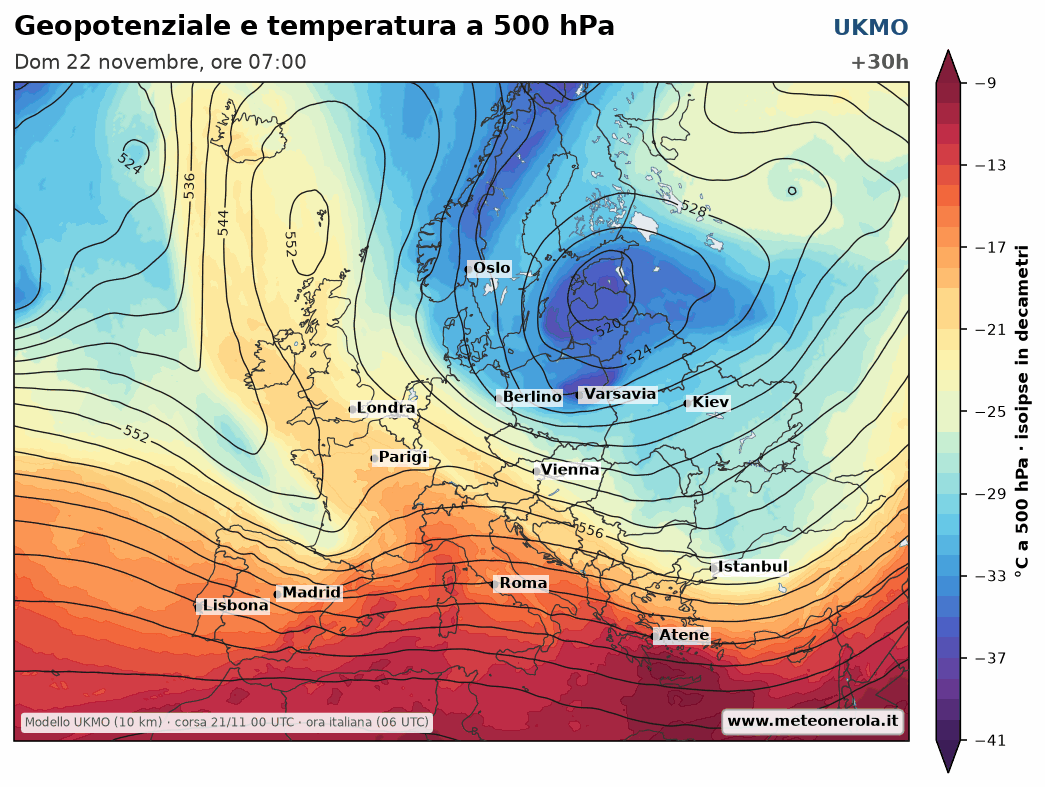 Geopotenziale e temperatura a 500 hPa
UKMO
Dom 22 novembre, ore 07:00
+30h
524
536
544
552
528
520
524
552
556
Oslo
Berlino
Varsavia
Kiev
Londra
Parigi
Vienna
Istanbul
Roma
Madrid
Lisbona
Atene
Modello UKMO (10 km) · corsa 21/11 00 UTC · ora italiana (06 UTC)
www.meteonerola.it
−9
−13
−17
−21
−25
−29
−33
−37
−41
°C a 500 hPa · isoipse in decametri